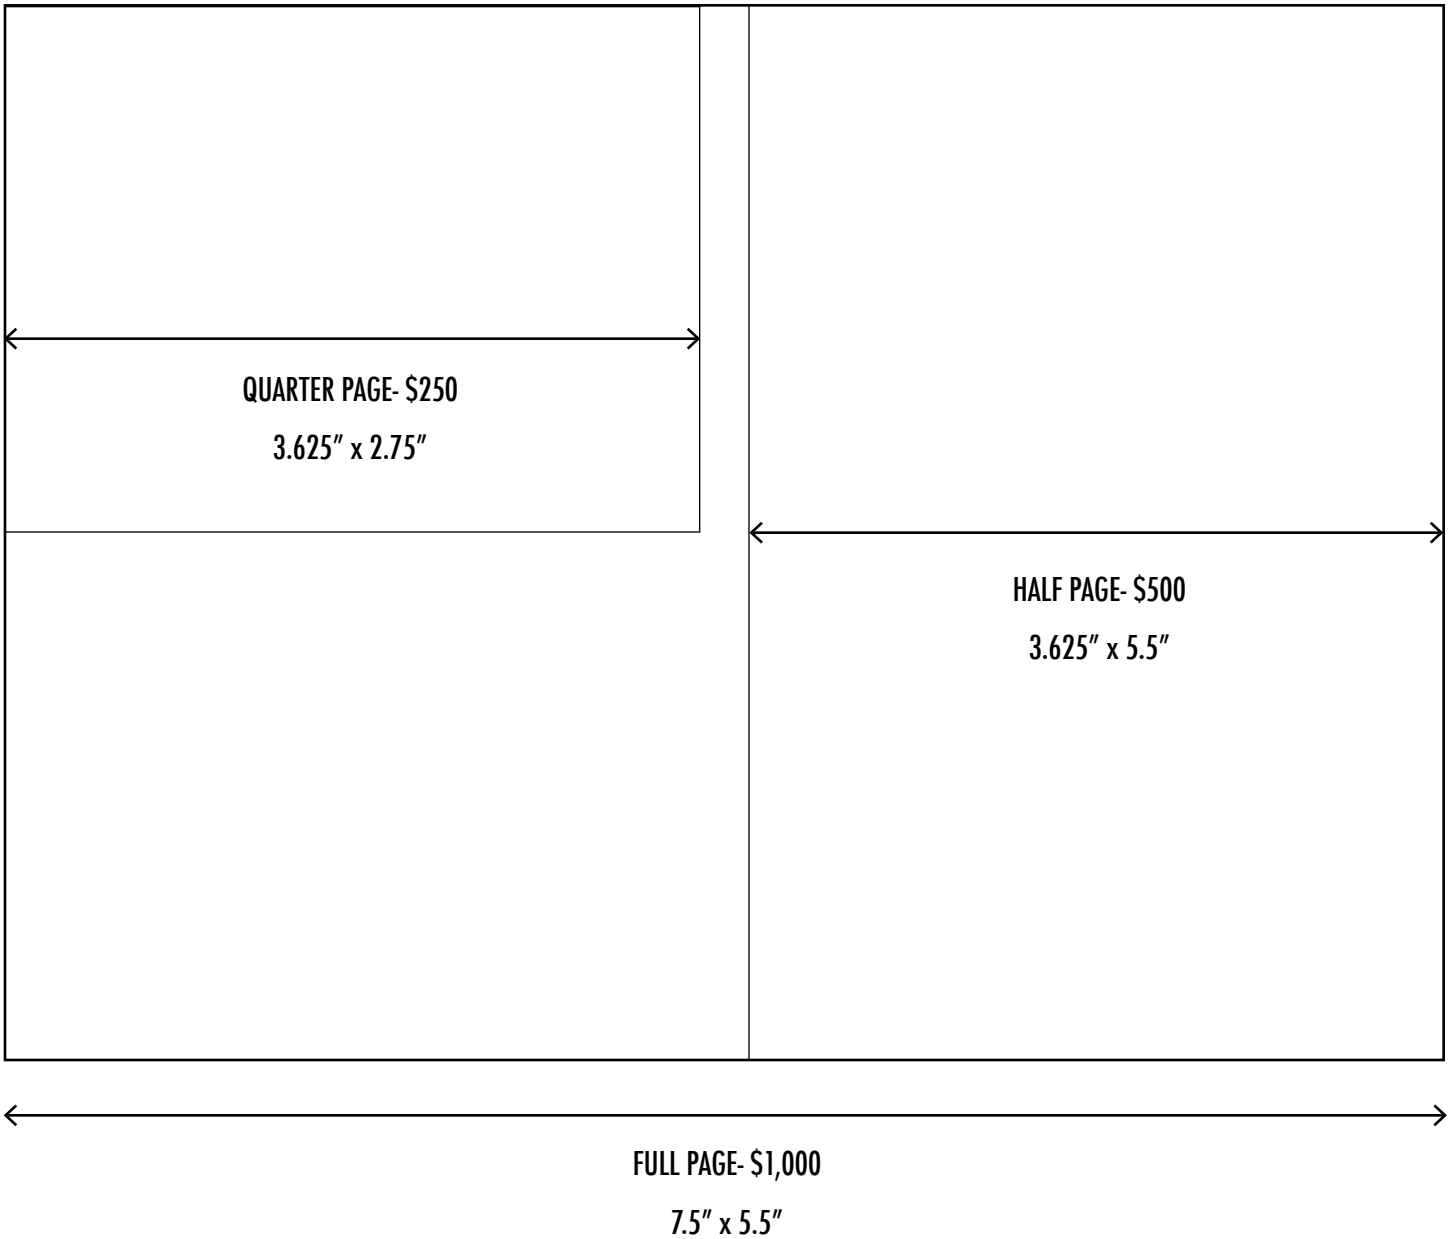 QUARTER PAGE- $250
3.625” x 2.75”
HALF PAGE- $500
3.625” x 5.5”
FULL PAGE- $1,000
7.5” x 5.5”